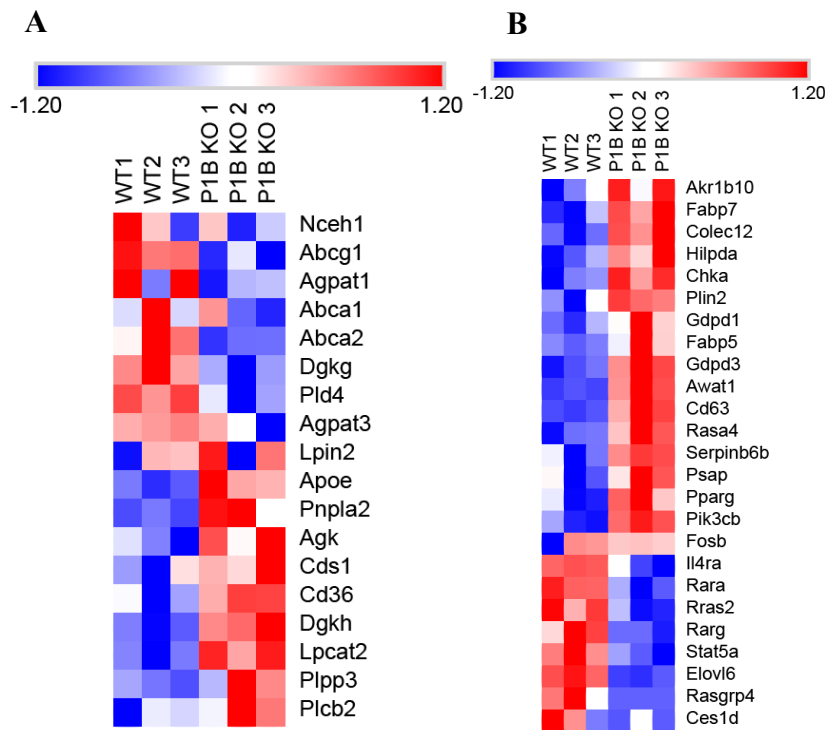 A
-1.20 1.20
WT1 WT2 WT3 P1B KO 1 P1B KO 2 P1B KO 3
Nceh1
Abcg1
Agpat1
Abca1
Abca2
Dgkg
Pld4
Agpat3
Lpin2
Apoe
Pnpla2
Agk
Cds1
Cd36
Dgkh
Lpcat2
Plpp3
Plcb2
B
-1.20 1.20
WT1 WT2 WT3 P1B KO 1 P1B KO 2 P1B KO 3
Akr1b10
Fabp7
Colec12
Hilpda
Chka
Plin2
Gdpd1
Fabp5
Gdpd3
Awat1
Cd63
Rasa4
Serpinb6b
Psap
Pparg
Pik3cb
Fosb
Il4ra
Rara
Rras2
Rarg
Stat5a
Elovl6
Rasgrp4
Ces1d